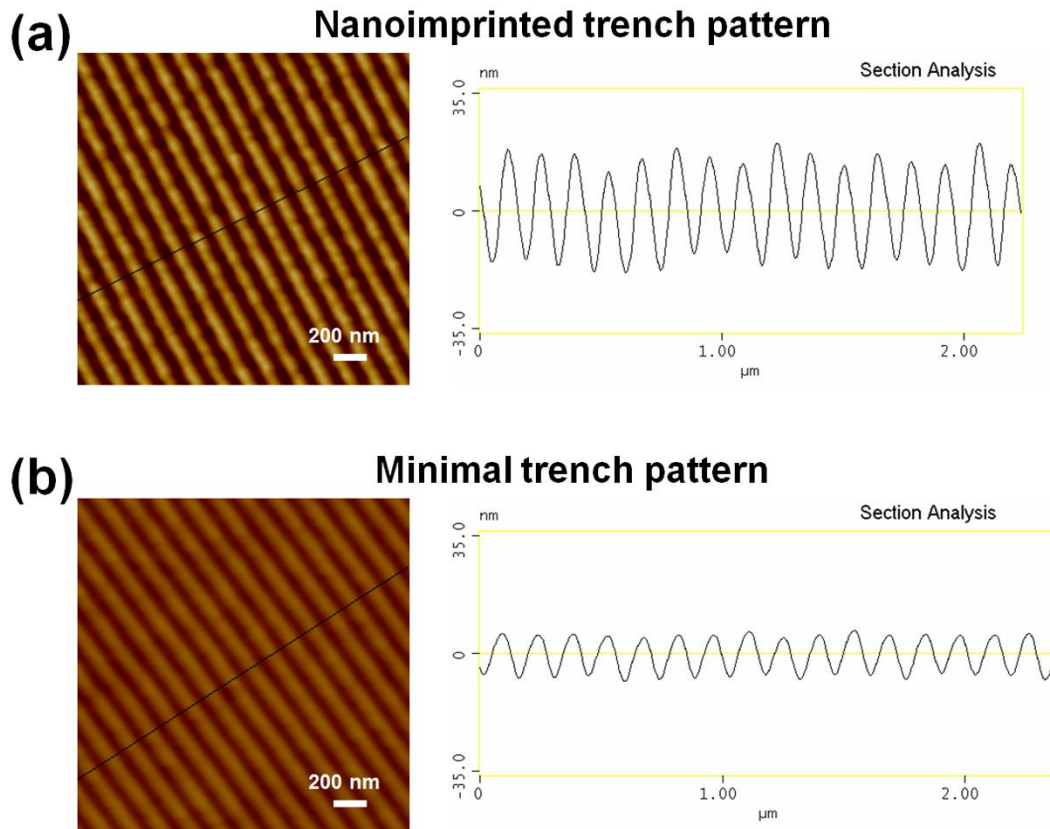 (a)
Nanoimprinted trench pattern
nm
Section Analysis
35.0
0
-35.0
200 nm
0
1.00
2.00
µm
(b)
Minimal trench pattern
nm
Section Analysis
35.0
0
-35.0
200 nm
0
1.00
2.00
µm